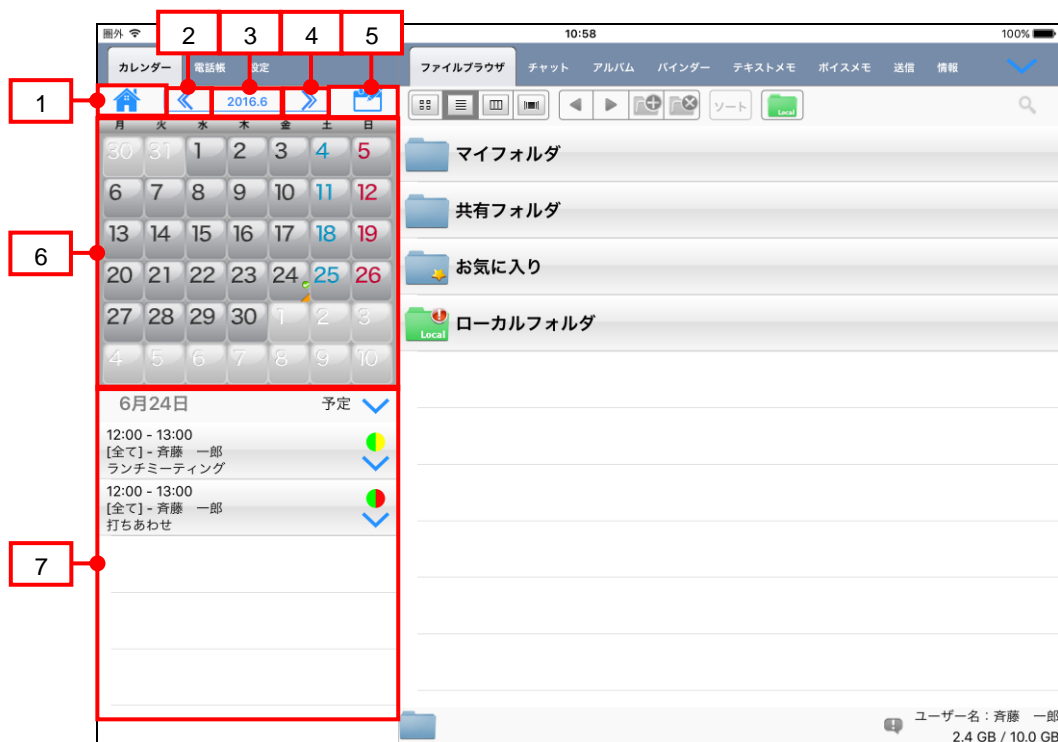 2 3 4 5
圏外 10:58 100%
カレンダー 電話帳 設定 ファイルブラウザ チャット アルバム バインダー テキストメモ ボイスメモ 送信 情報
1 2016.6 ソート Local
月 火 水 木 金 土 日
30 31 1 2 3 4 5
マイフォルダ
6 7 8 9 10 11 12
共有フォルダ
13 14 15 16 17 18 19
6
お気に入り
20 21 22 23 24 25 26
27 28 29 30 1 2 3
Local ローカルフォルダ
4 5 6 7 8 9 10
6月24日 予定
12:00 - 13:00
[全て] - 斉藤　一郎
ランチミーティング
12:00 - 13:00
[全て] - 斉藤　一郎
打ちあわせ
7
ユーザー名：斉藤　一郎
2.4 GB / 10.0 GB